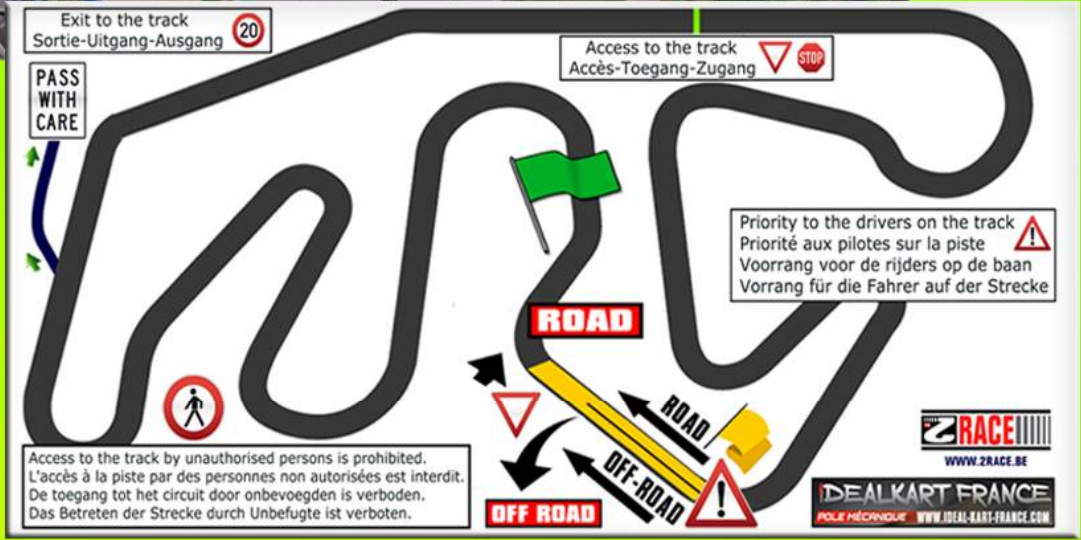 Exit to the track
Sortie-Uitgang-Ausgang
20
PASS
WITH
CARE
Access to the track
Accès-Toegang-Zugang
STOP
Priority to the drivers on the track
Priorité aux pilotes sur la piste
Voorrang voor de rijders op de baan
Vorrang für die Fahrer auf der Strecke
ROAD
ROAD
OFF-ROAD
OFF ROAD
Access to the track by unauthorised persons is prohibited.
L'accès à la piste par des personnes non autorisées est interdit.
De toegang tot het circuit door onbevoegden is verboden.
Das Betreten der Strecke durch Unbefugte ist verboten.
2RACE
WWW.2RACE.BE
IDEALKART FRANCE
POLE MÉCANIQUE WWW.IDEAL-KART-FRANCE.COM